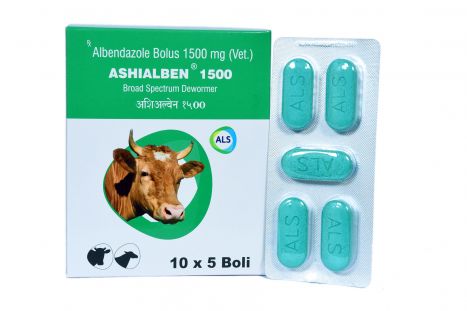 ℞ Albendazole Bolus 1500 mg (Vet.)
ASHIALBEN® 1500
Broad Spectrum Dewormer
अशिअल्वेन १५००
ALS
10 x 5 Boli
ALS
ALS
ALS
ALS
ALS